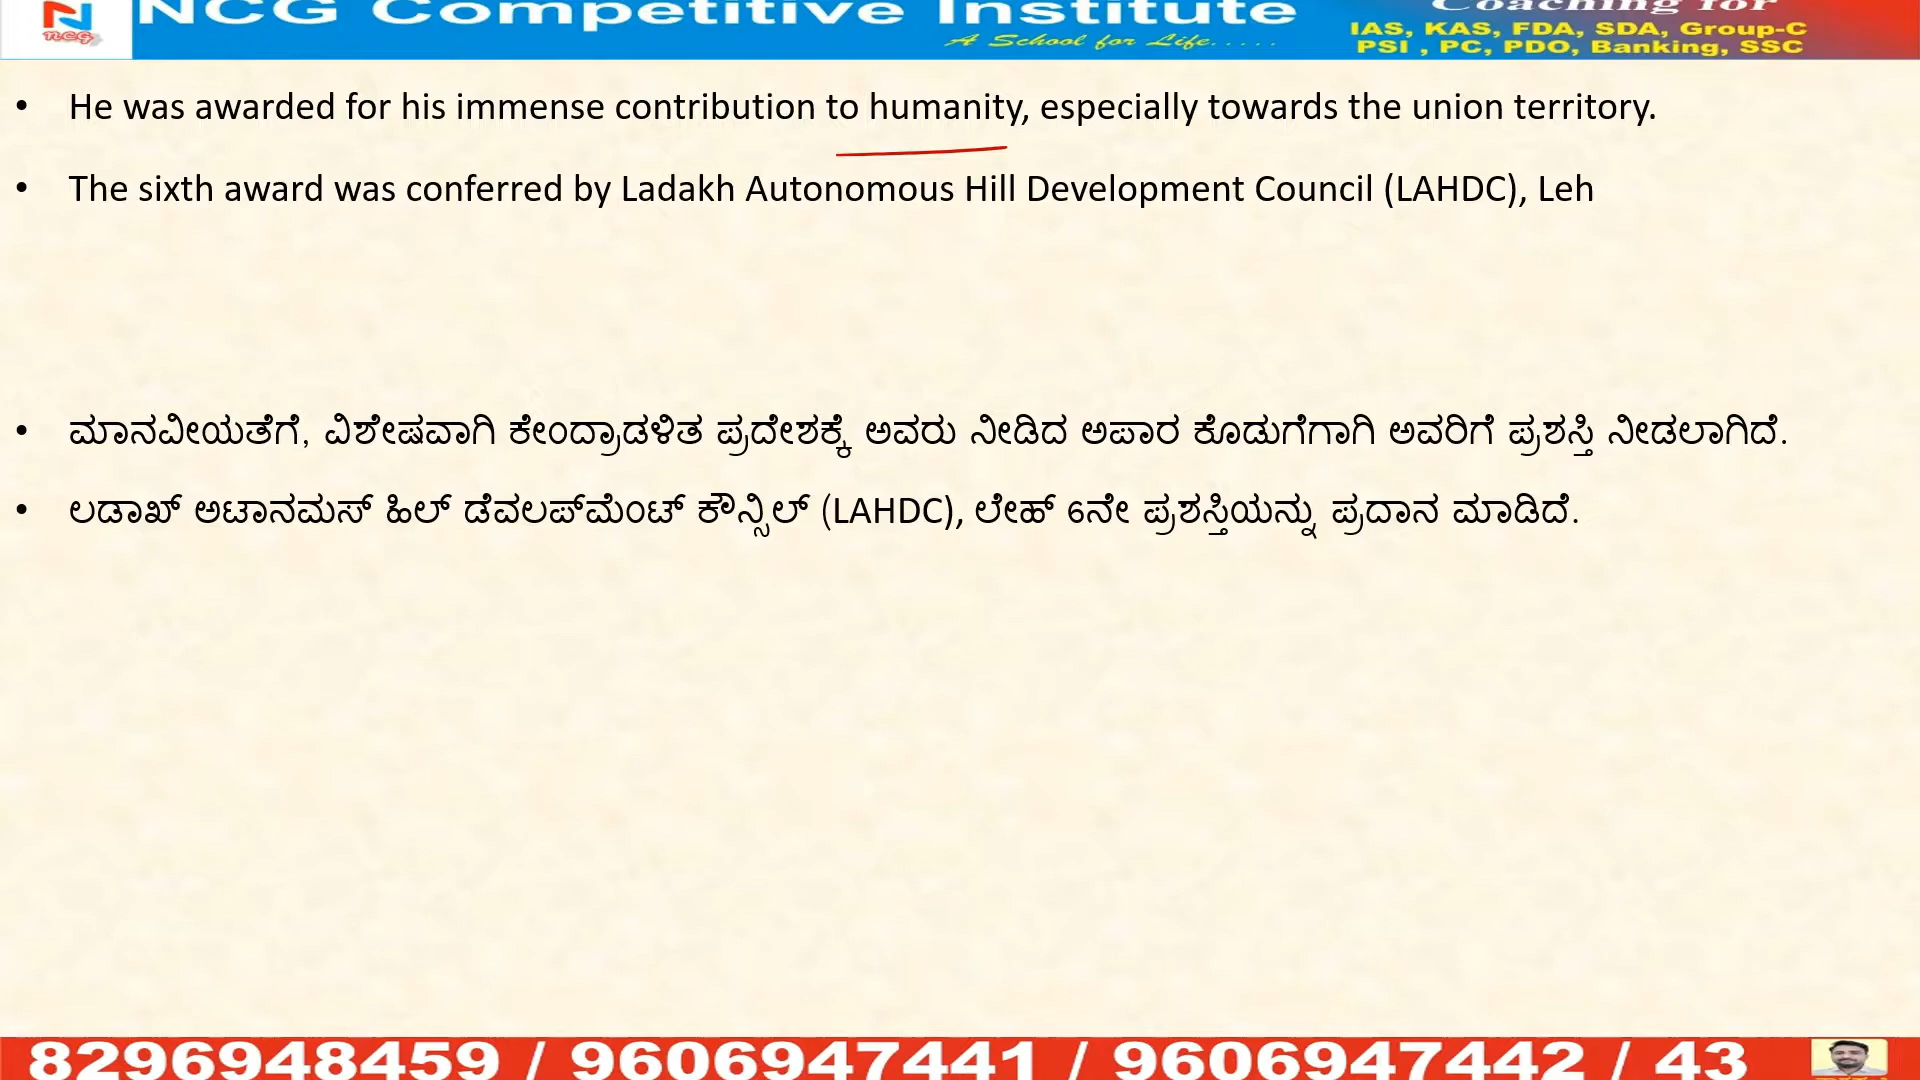 NCG Competitive Institute
A School for Life.....
Coaching for
IAS, KAS, FDA, SDA, Group-C
PSI , PC, PDO, Banking, SSC
ncg
• He was awarded for his immense contribution to humanity, especially towards the union territory.
• The sixth award was conferred by Ladakh Autonomous Hill Development Council (LAHDC), Leh
• ಮಾನವೀಯತೆಗೆ, ವಿಶೇಷವಾಗಿ ಕೇಂದ್ರಾಡಳಿತ ಪ್ರದೇಶಕ್ಕೆ ಅವರು ನೀಡಿದ ಅಪಾರ ಕೊಡುಗೆಗಾಗಿ ಅವರಿಗೆ ಪ್ರಶಸ್ತಿ ನೀಡಲಾಗಿದೆ.
• ಲಡಾಖ್ ಅಟಾನಮಸ್ ಹಿಲ್ ಡೆವಲಪ್‌ಮೆಂಟ್ ಕೌನ್ಸಿಲ್ (LAHDC), ಲೇಹ್ 6ನೇ ಪ್ರಶಸ್ತಿಯನ್ನು ಪ್ರದಾನ ಮಾಡಿದೆ.
8296948459 / 9606947441 / 9606947442 / 43